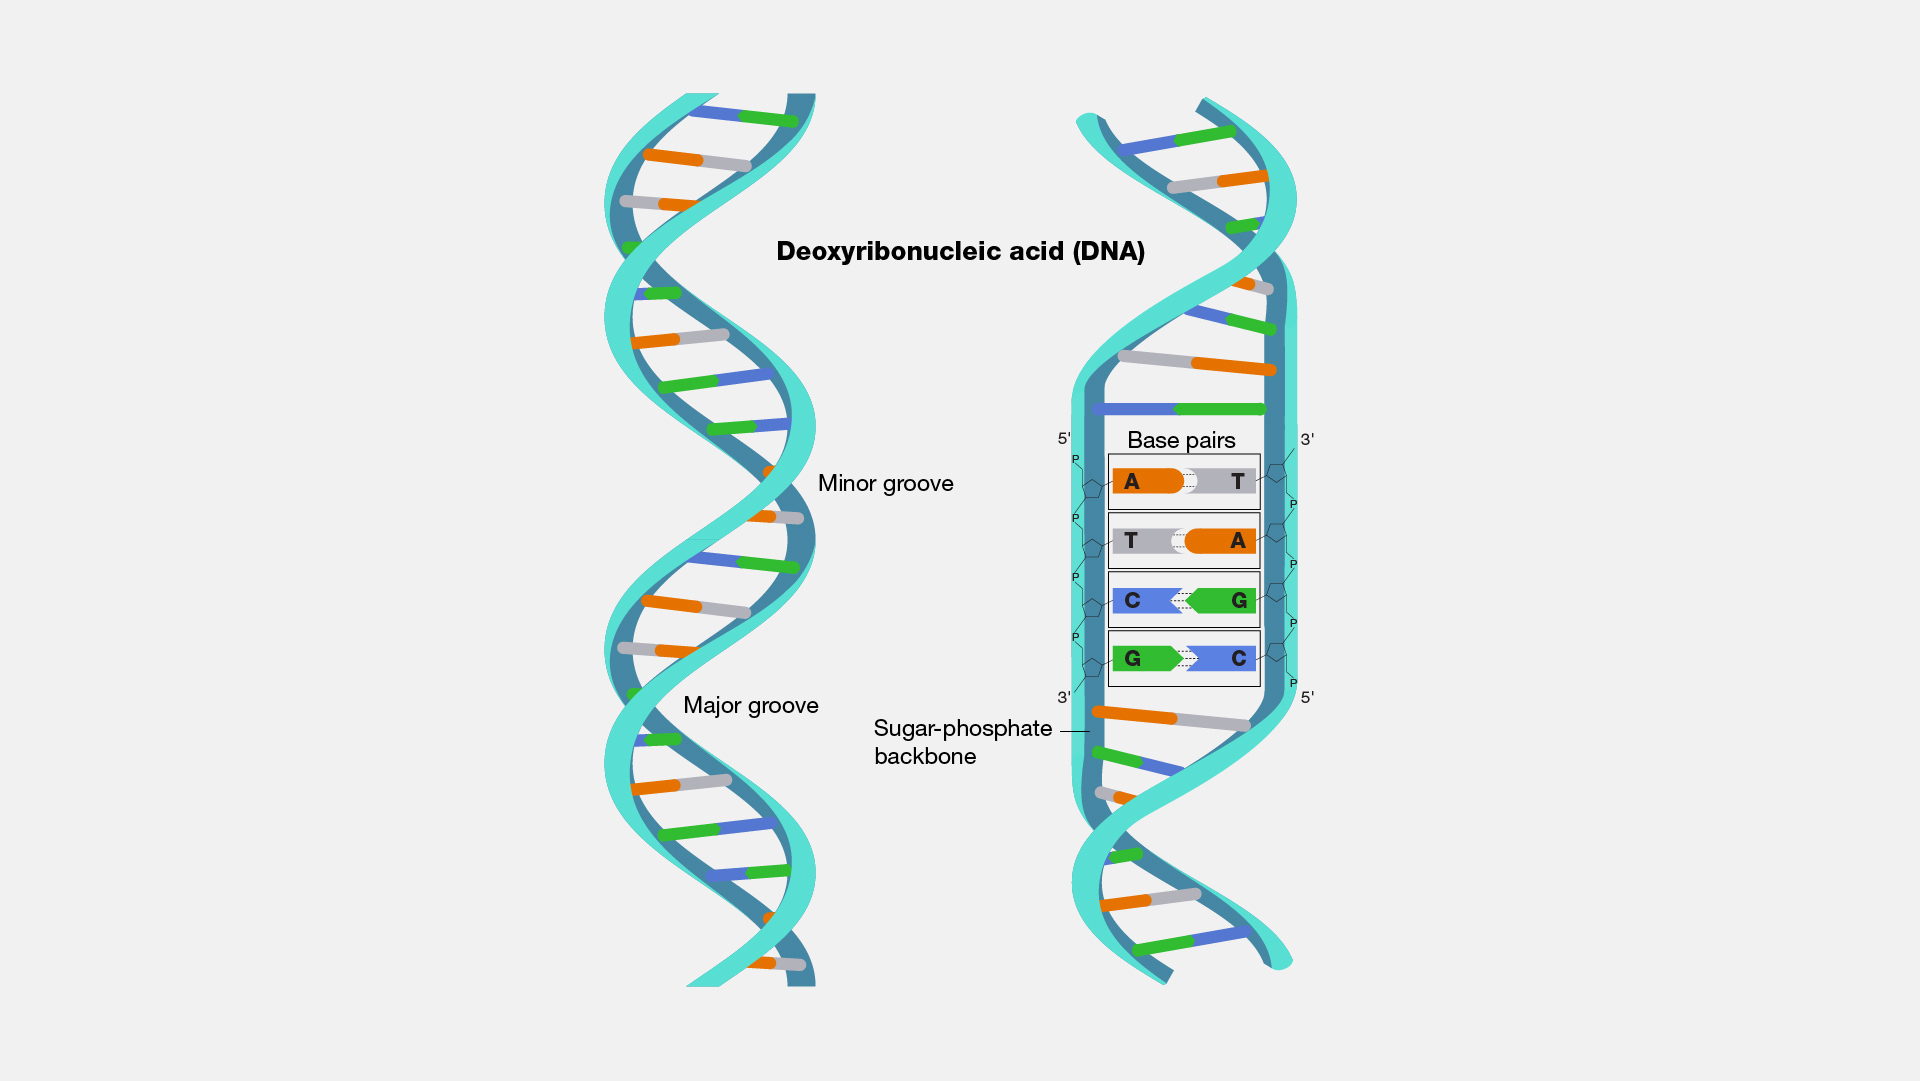 Deoxyribonucleic acid (DNA)
Minor groove
Major groove
Sugar-phosphate
backbone
5' 3'
Base pairs
P
A T
P
P
T A
P
P
C G
P
P
G C
P
3' 5'